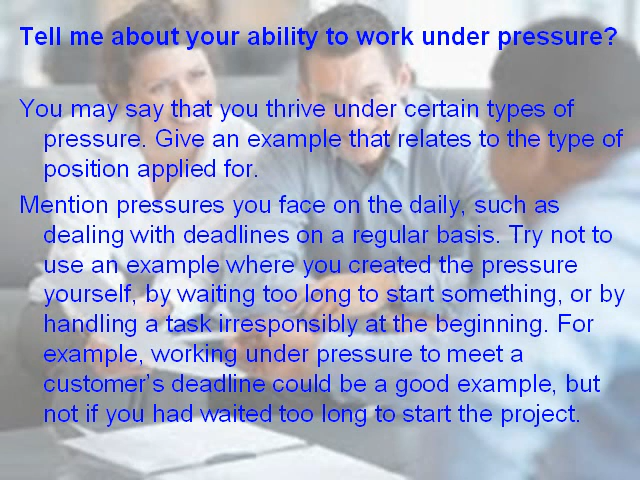 Tell me about your ability to work under pressure?
You may say that you thrive under certain types of
pressure. Give an example that relates to the type of
position applied for.
Mention pressures you face on the daily, such as
dealing with deadlines on a regular basis. Try not to
use an example where you created the pressure
yourself, by waiting too long to start something, or by
handling a task irresponsibly at the beginning. For
example, working under pressure to meet a
customer's deadline could be a good example, but
not if you had waited too long to start the project.